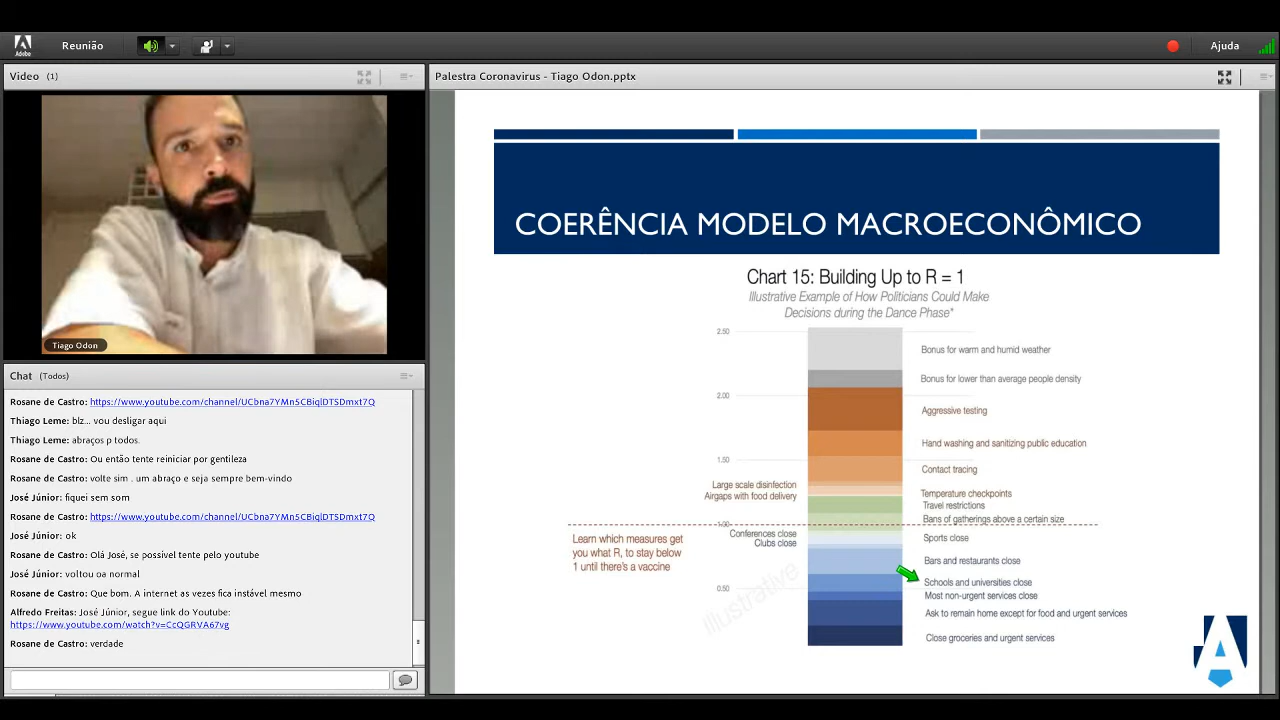 Adobe
Reunião
Ajuda
Video (1)
Tiago Odon
Chat (Todos)
Rosane de Castro: https://www.youtube.com/channel/UCbna7YMn5CBiqlDTSDmxt7Q
Thiago Leme: blz... vou desligar aqui
Thiago Leme: abraços p todos.
Rosane de Castro: Ou então tente reiniciar por gentileza
Rosane de Castro: volte sim . um abraço e seja sempre bem-vindo
José Júnior: fiquei sem som
Rosane de Castro: https://www.youtube.com/channel/UCbna7YMn5CBiqlDTSDmxt7Q
José Júnior: ok
Rosane de Castro: Olá José, se possível tente pelo youtube
José Júnior: voltou oa normal
Rosane de Castro: Que bom. A internet as vezes fica instável mesmo
Alfredo Freitas: José Júnior, segue link do Youtube:
https://www.youtube.com/watch?v=CcQGRVA67vg
Rosane de Castro: verdade
Palestra Coronavirus - Tiago Odon.pptx
COERÊNCIA MODELO MACROECONÔMICO
Chart 15: Building Up to R = 1
Illustrative Example of How Politicians Could Make
Decisions during the Dance Phase*
2.50
Bonus for warm and humid weather
Bonus for lower than average people density
2.00
Aggressive testing
Hand washing and sanitizing public education
1.50
Contact tracing
Large scale disinfection
Airgaps with food delivery
Temperature checkpoints
Travel restrictions
Bans of gatherings above a certain size
1.00
Conferences close
Clubs close
Sports close
Learn which measures get
you what R, to stay below
1 until there's a vaccine
Bars and restaurants close
Schools and universities close
0.50
Most non-urgent services close
Ask to remain home except for food and urgent services
Close groceries and urgent services
Illustrative